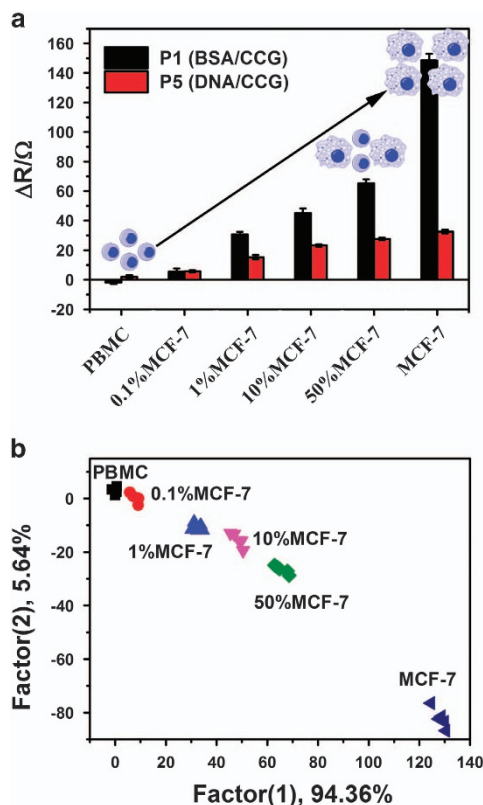 a
160
140
120
100
80
60
40
20
0
-20
ΔR/Ω
P1 (BSA/CCG)
P5 (DNA/CCG)
PBMC
0.1%MCF-7
1%MCF-7
10%MCF-7
50%MCF-7
MCF-7
b
PBMC
0.1%MCF-7
1%MCF-7
10%MCF-7
50%MCF-7
MCF-7
0
-20
-40
-60
-80
Factor(2), 5.64%
0 20 40 60 80 100 120 140
Factor(1), 94.36%